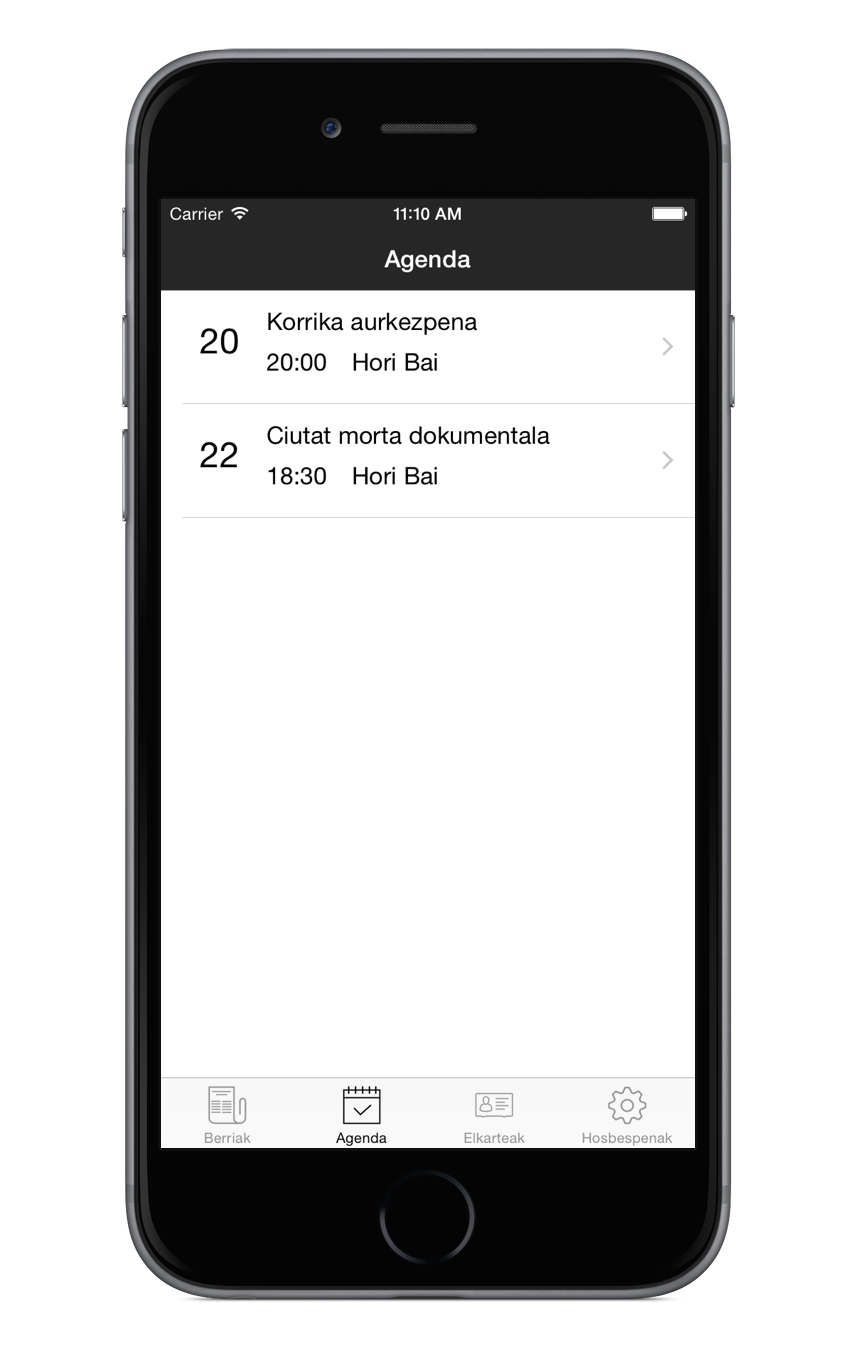 Carrier 11:10 AM
Agenda
20
Korrika aurkezpena
20:00 Hori Bai
22
Ciutat morta dokumentala
18:30 Hori Bai
Berriak Agenda Elkarteak Hosbespenak